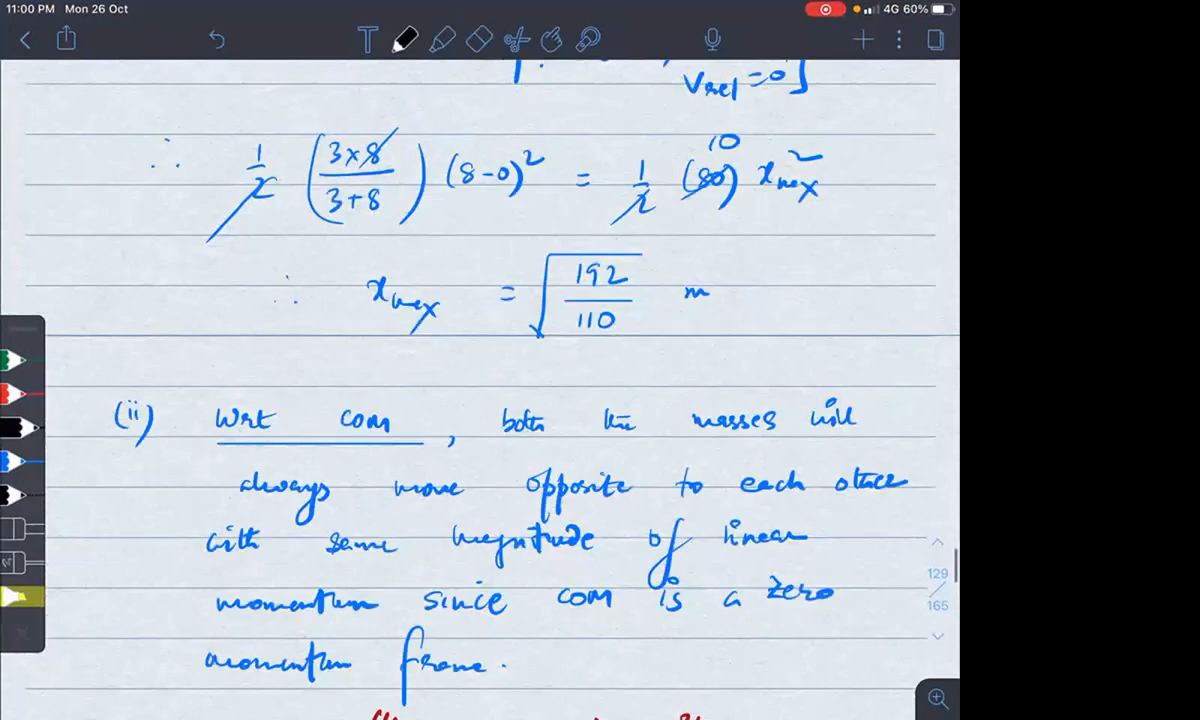 11:00 PM Mon 26 Oct
4G 60%
Vrel = 0]
∴ 1/2 (3×8/3+8) (8-0)² = 1/2 (80) x²max
10
∴ xmax = √192/110 m
(ii) Wrt COM, both the masses will
always move opposite to each other
with same magnitude of linear
momentum since COM is a zero
momentum frame.
129
165